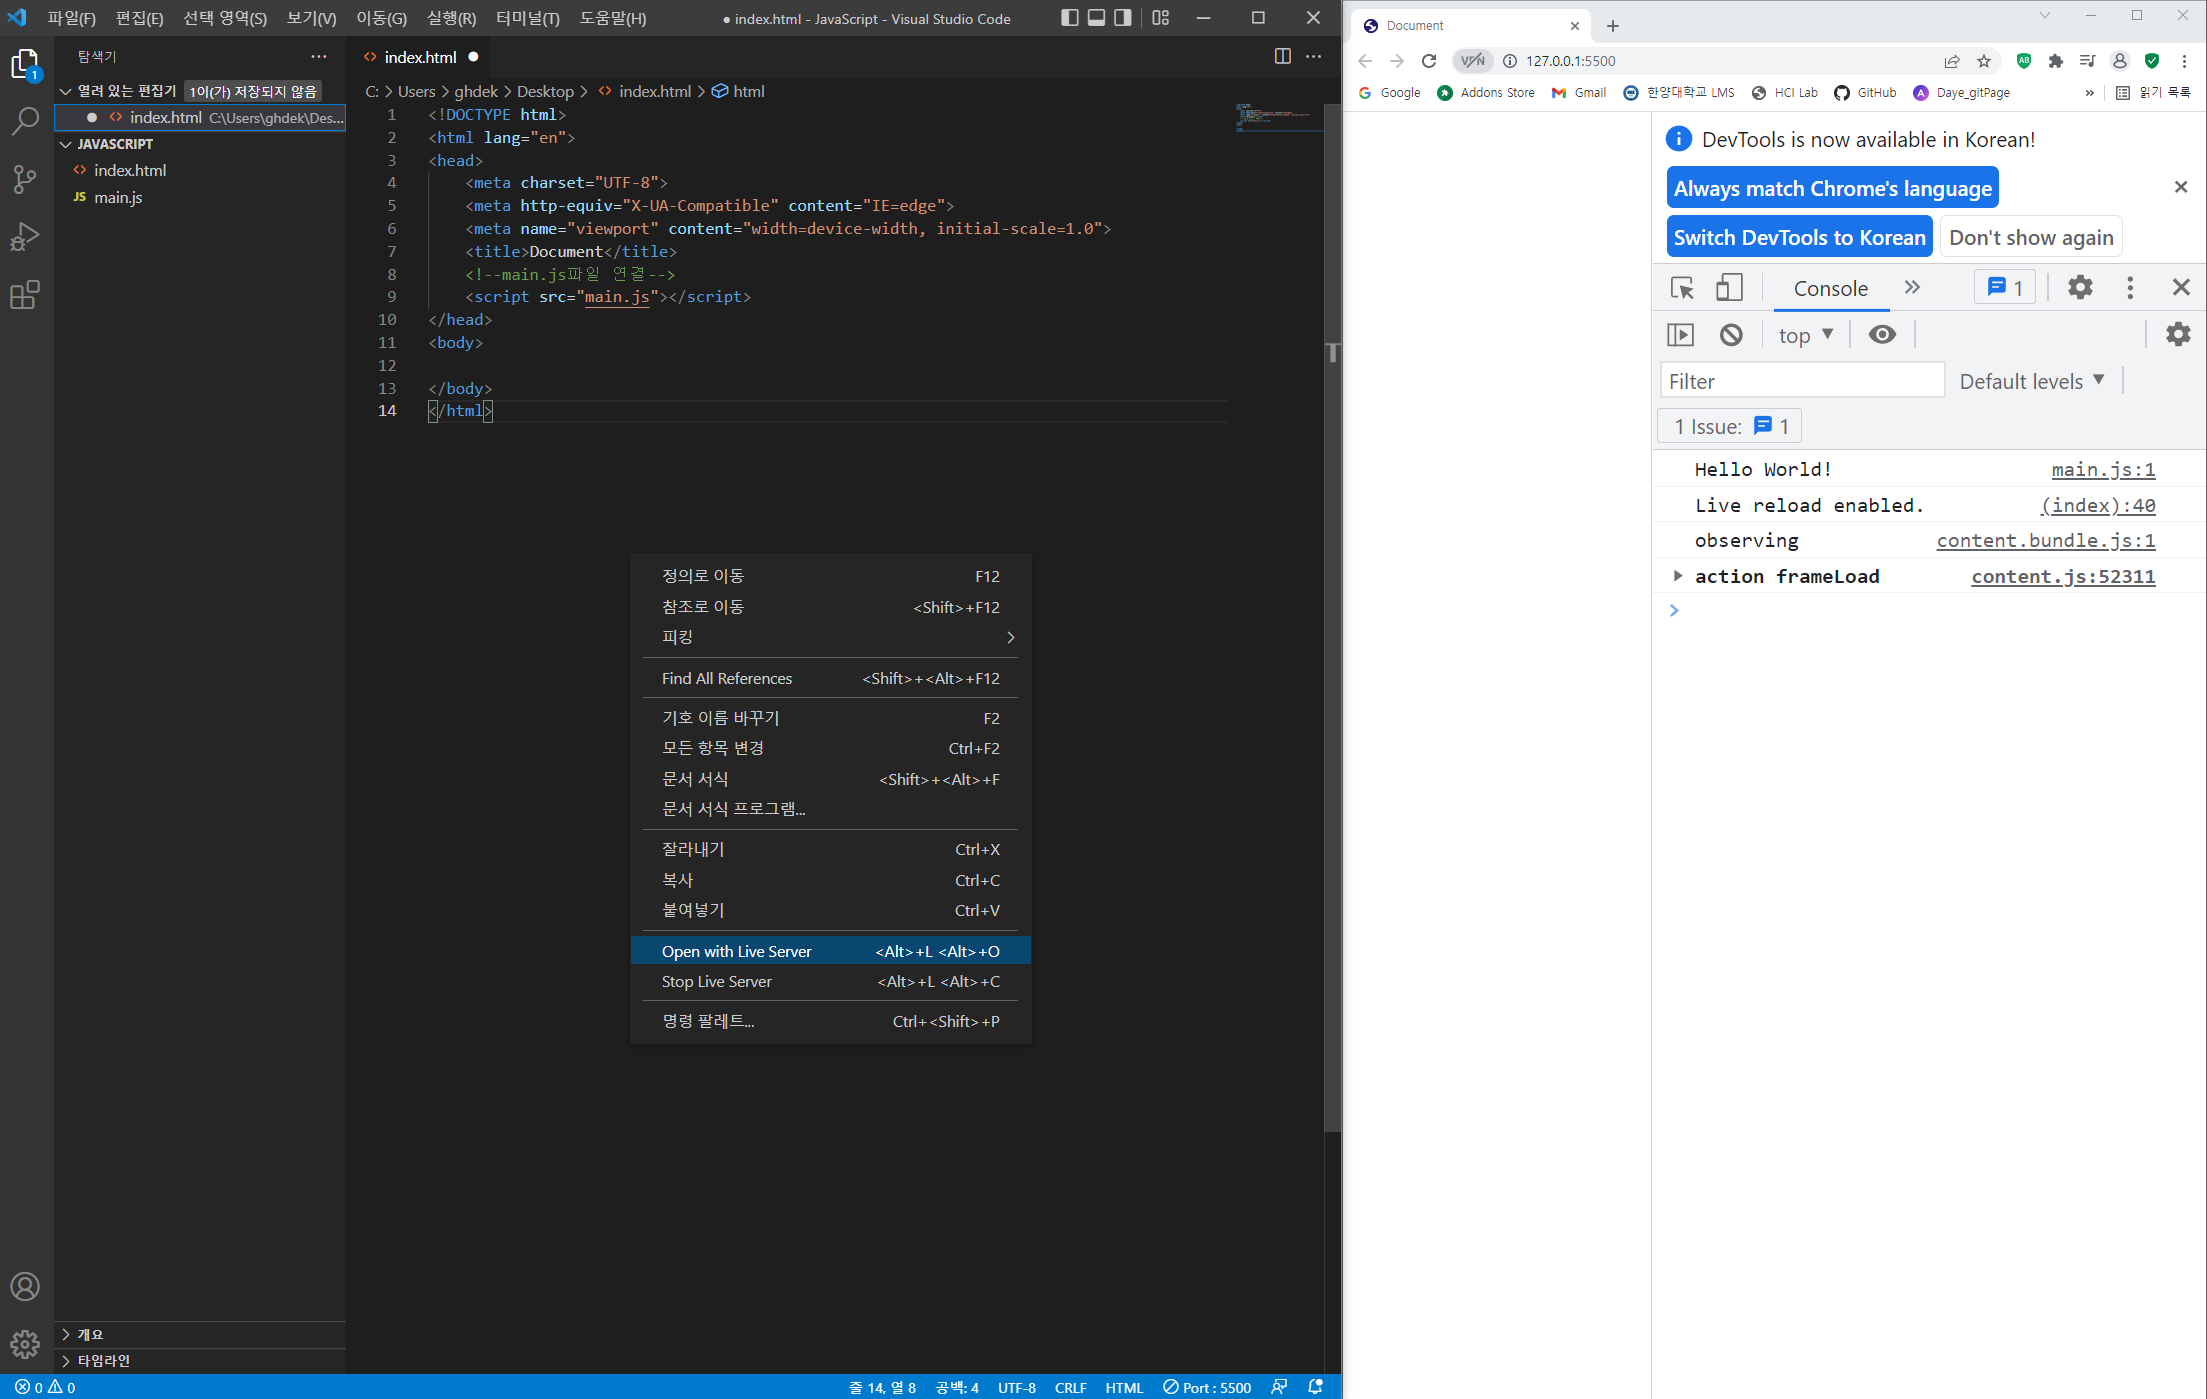 파일(F) 편집(E) 선택 영역(S) 보기(V) 이동(G) 실행(R) 터미널(T) 도움말(H) ● index.html - JavaScript - Visual Studio Code
탐색기
열려 있는 편집기 1이(가) 저장되지 않음
● index.html C:\Users\ghdek\Des...
JAVASCRIPT
index.html
JS main.js
개요
타임라인
index.html ●
C: > Users > ghdek > Desktop > index.html > html
1 <!DOCTYPE html>
2 <html lang="en">
3 <head>
4 <meta charset="UTF-8">
5 <meta http-equiv="X-UA-Compatible" content="IE=edge">
6 <meta name="viewport" content="width=device-width, initial-scale=1.0">
7 <title>Document</title>
8 <!--main.js파일 연결-->
9 <script src="main.js"></script>
10 </head>
11 <body>
12
13 </body>
14 </html>
정의로 이동 F12
참조로 이동 <Shift>+F12
피킹
Find All References <Shift>+<Alt>+F12
기호 이름 바꾸기 F2
모든 항목 변경 Ctrl+F2
문서 서식 <Shift>+<Alt>+F
문서 서식 프로그램...
잘라내기 Ctrl+X
복사 Ctrl+C
붙여넣기 Ctrl+V
Open with Live Server <Alt>+L <Alt>+O
Stop Live Server <Alt>+L <Alt>+C
명령 팔레트... Ctrl+<Shift>+P
1
0 0 줄 14, 열 8 공백: 4 UTF-8 CRLF HTML Port : 5500
Document
VPN 127.0.0.1:5500 AB
Google Addons Store Gmail 한양대학교 LMS HCI Lab GitHub A Daye_gitPage » 읽기 목록
DevTools is now available in Korean!
Always match Chrome's language
Switch DevTools to Korean Don't show again
Console » 1
top
Filter Default levels
1 Issue: 1
Hello World! main.js:1
Live reload enabled. (index):40
observing content.bundle.js:1
action frameLoad content.js:52311